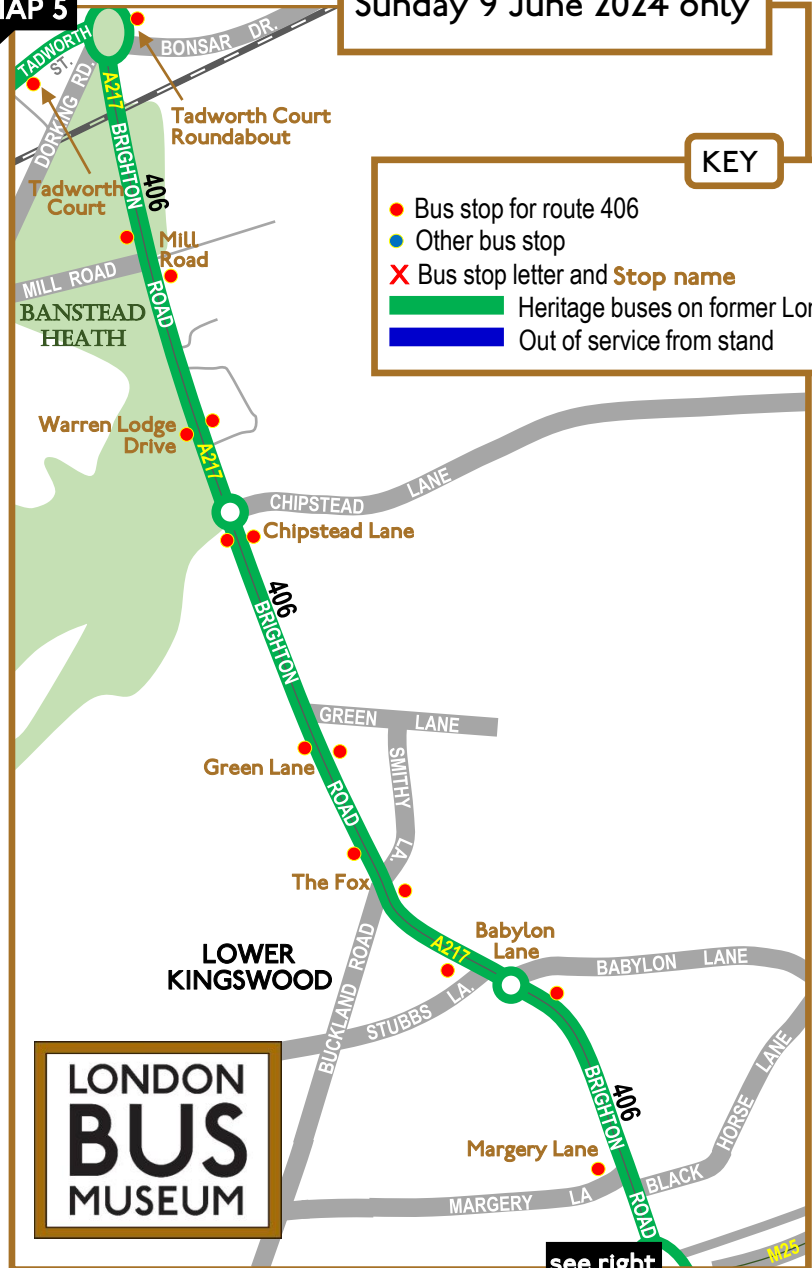 MAP 5
Sunday 9 June 2024 only
TADWORTH
ST.
BONSAR DR.
DORKING RD.
A217
Tadworth Court
Roundabout
BRIGHTON
406
Tadworth
Court
Mill
Road
MILL ROAD
ROAD
BANSTEAD
HEATH
KEY
Bus stop for route 406
Other bus stop
X Bus stop letter and Stop name
Heritage buses on former Lon
Out of service from stand
Warren Lodge
Drive
A217
CHIPSTEAD LANE
Chipstead Lane
406
BRIGHTON
GREEN LANE
SMITHY LA.
Green Lane
ROAD
The Fox
LOWER
KINGSWOOD
BUCKLAND ROAD
A217
Babylon
Lane
BABYLON LANE
STUBBS LA.
LONDON
BUS
MUSEUM
BRIGHTON
406
Margery Lane
MARGERY LA
BLACK HORSE LANE
ROAD
M25
see right